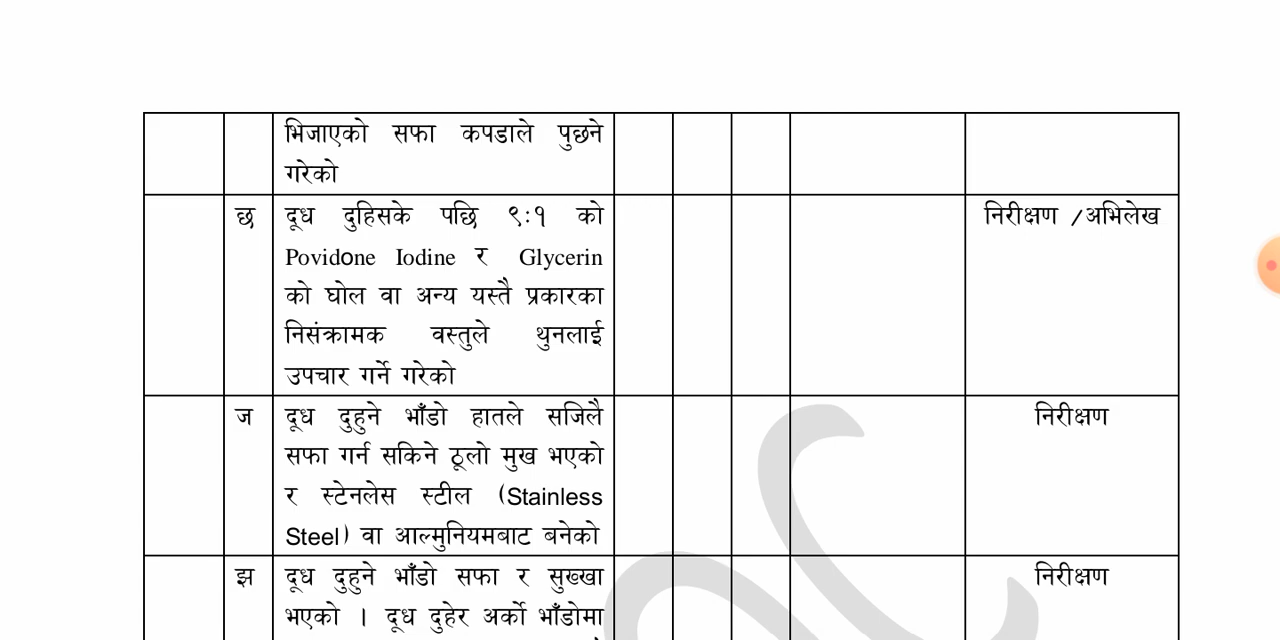 भिजाएको सफा कपडाले पुछने
गरेको
छ दूध दुहिसके पछि ९:१ को निरीक्षण /अभिलेख
Povidone Iodine र Glycerin
को घोल वा अन्य यस्तै प्रकारका
निसंक्रामक वस्तुले थुनलाई
उपचार गर्ने गरेको
ज दूध दुहुने भाँडो हातले सजिलै निरीक्षण
सफा गर्न सकिने ठूलो मुख भएको
र स्टेनलेस स्टील (Stainless
Steel) वा आल्मुनियमबाट बनेको
झ दूध दुहुने भाँडो सफा र सुख्खा निरीक्षण
भएको । दूध दुहेर अर्को भाँडोमा